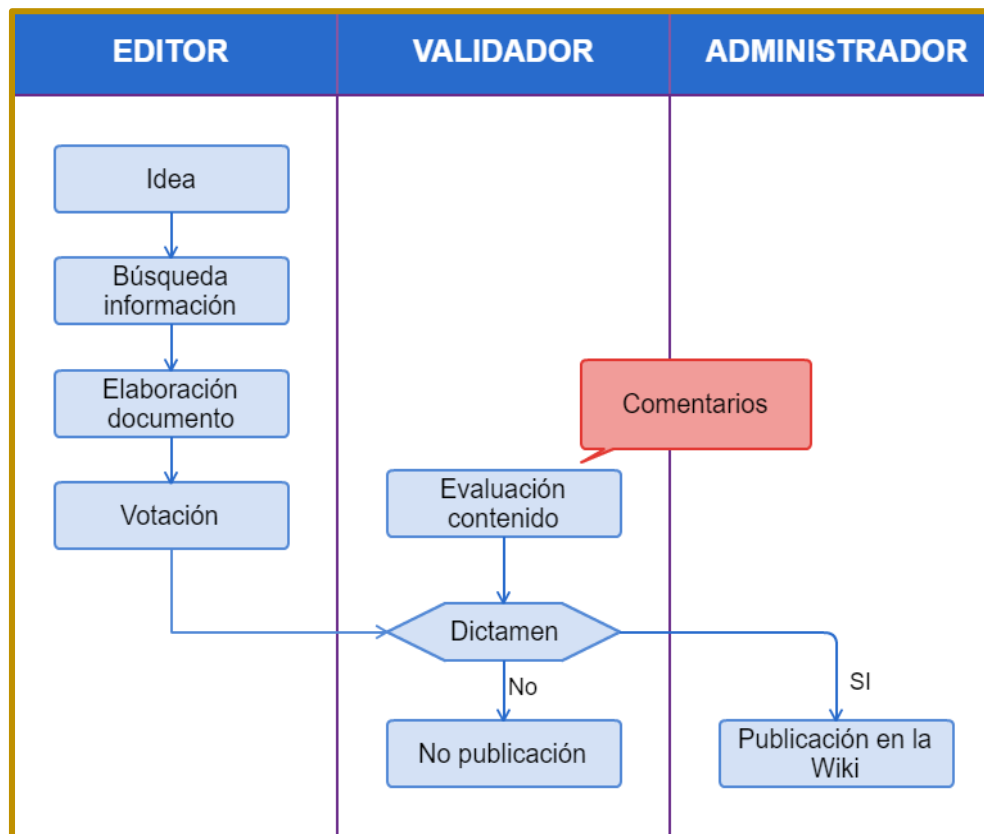 EDITOR
VALIDADOR
ADMINISTRADOR
Idea
Búsqueda
información
Elaboración
documento
Comentarios
Votación
Evaluación
contenido
Dictamen
No
SI
No publicación
Publicación en la
Wiki